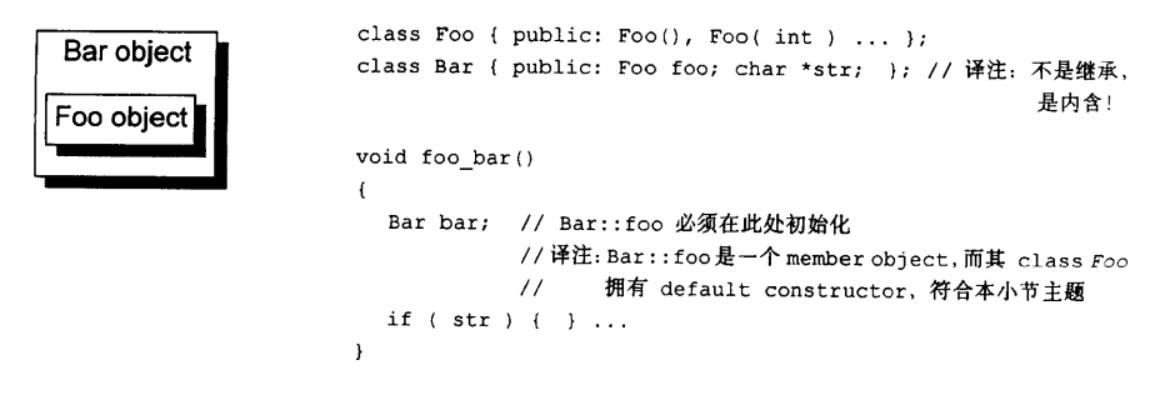 Bar object
Foo object
class Foo { public: Foo(), Foo( int ) ... };
class Bar { public: Foo foo; char *str; }; // 译注：不是继承，
是内含！
void foo_bar()
{
Bar bar; // Bar::foo 必须在此处初始化
//译注：Bar::foo是一个 member object，而其 class Foo
// 拥有 default constructor，符合本小节主题
if ( str ) { } ...
}